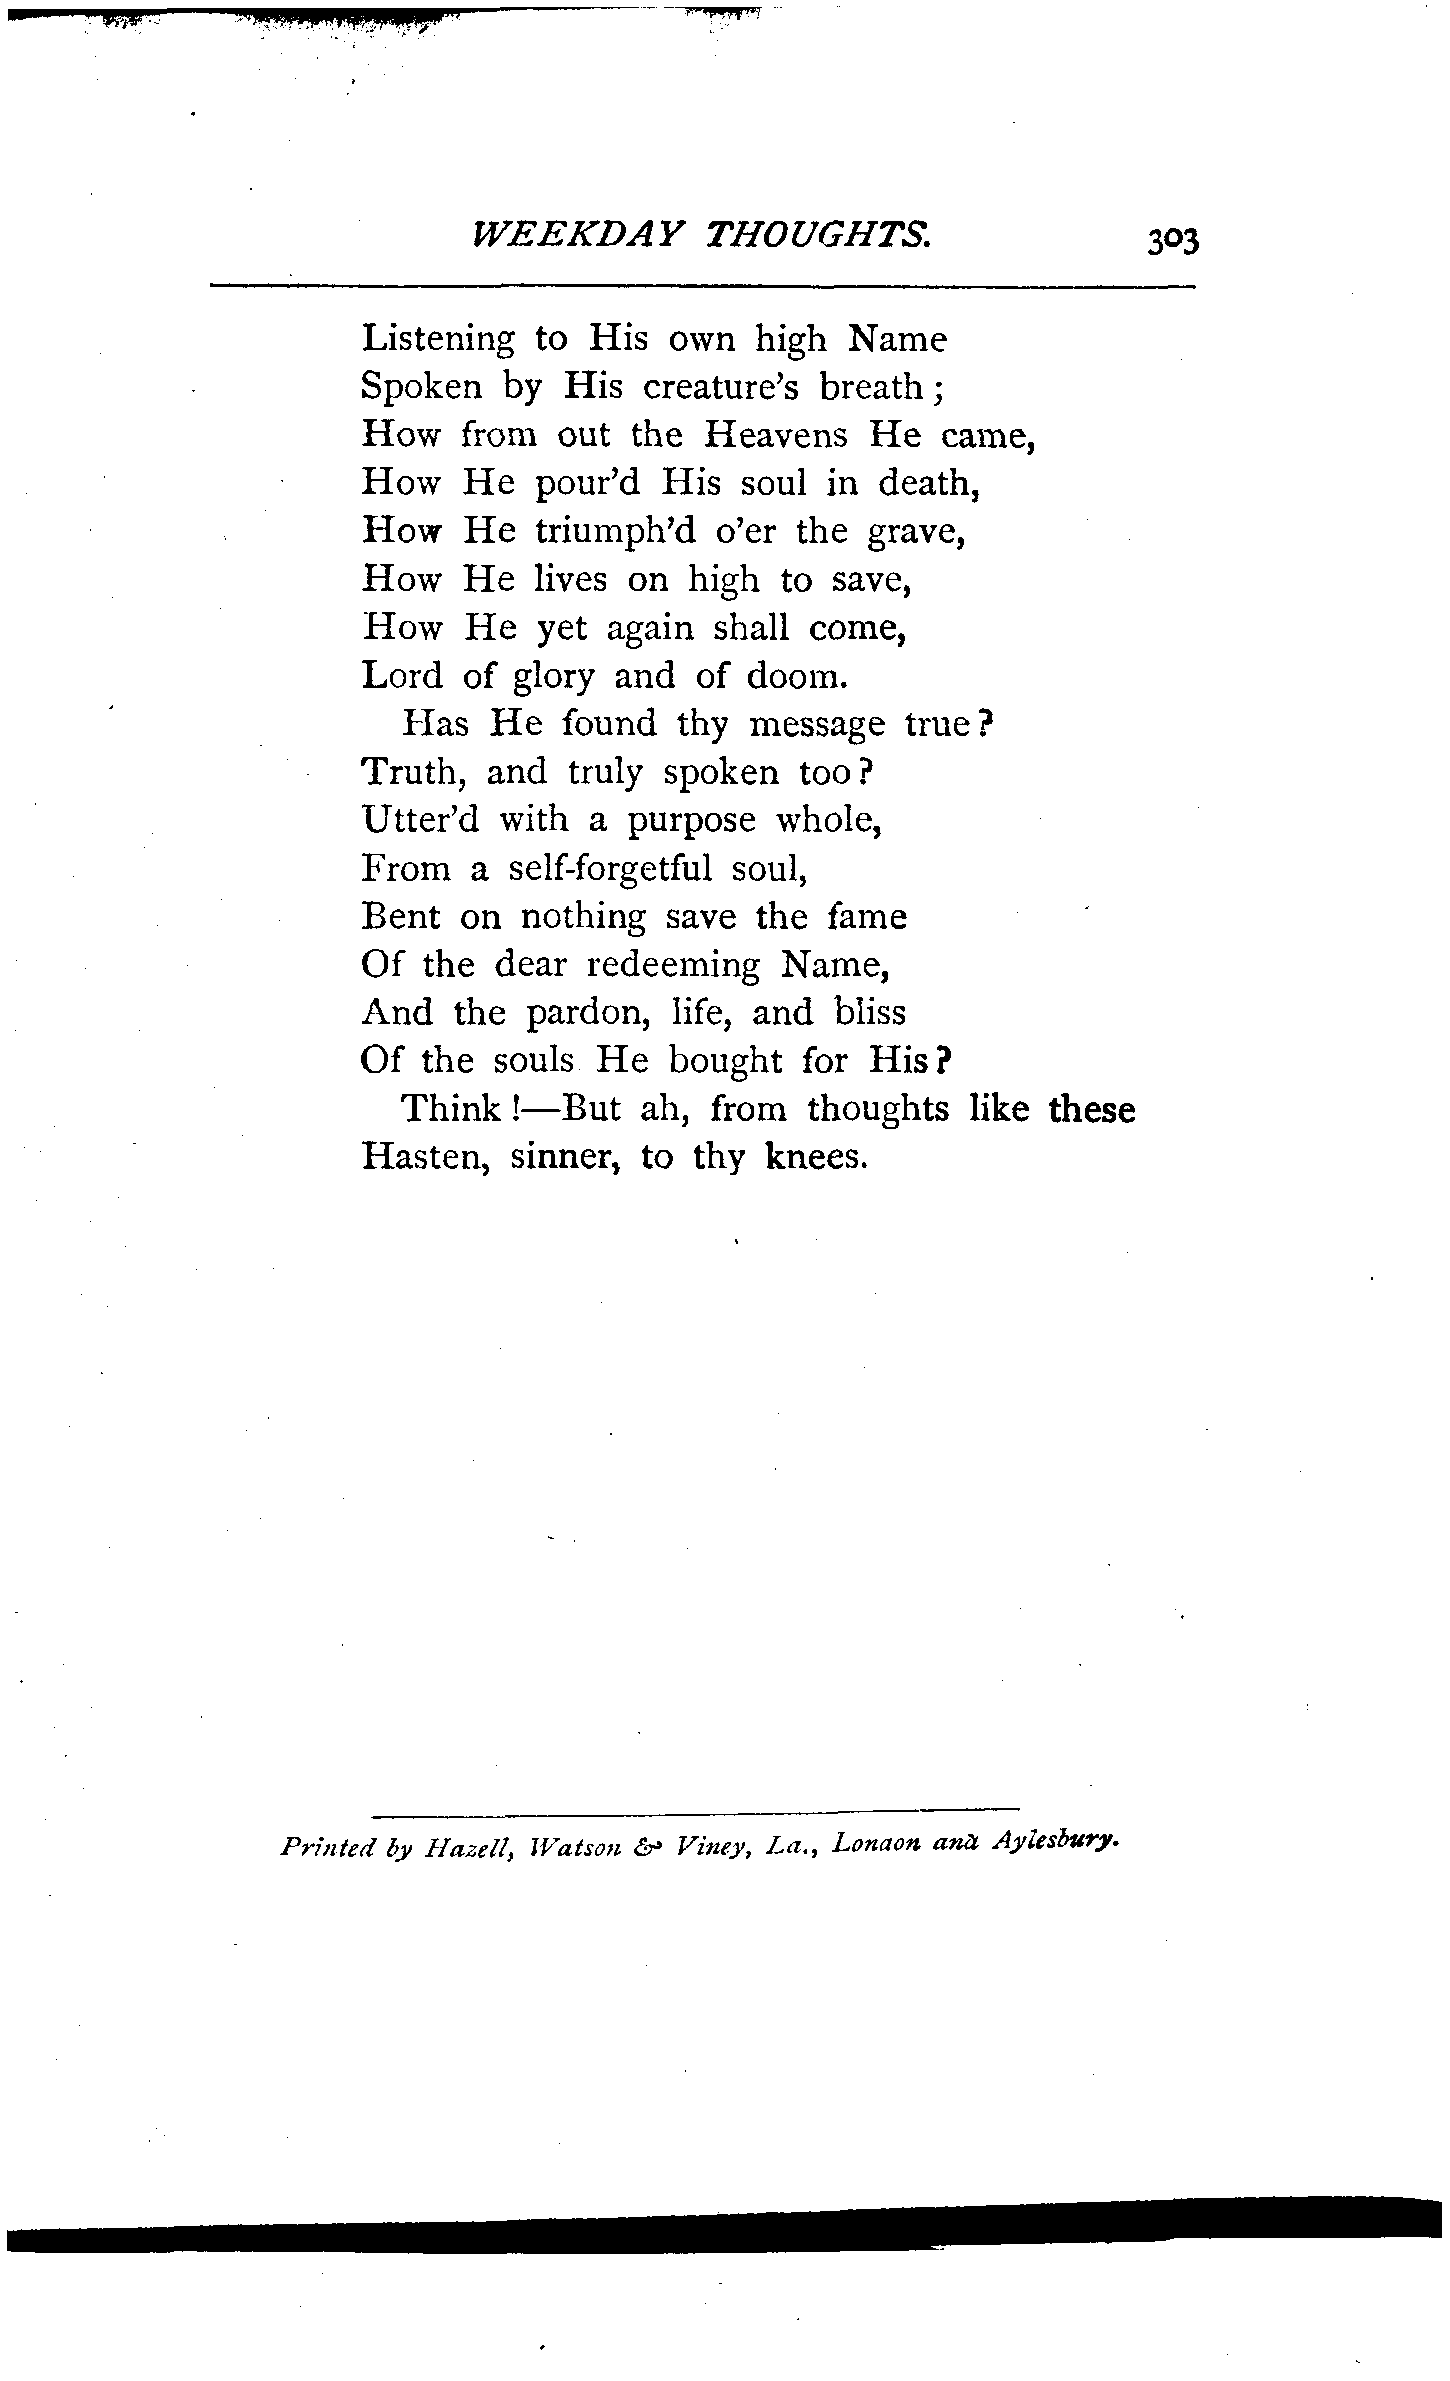 WEEKDAY THOUGHTS. 303
Listening to His own high Name
Spoken by His creature's breath;
How from out the Heavens He came,
How He pour'd His soul in death,
How He triumph'd o'er the grave,
How He lives on high to save,
How He yet again shall come,
Lord of glory and of doom.
Has He found thy message true?
Truth, and truly spoken too?
Utter'd with a purpose whole,
From a self-forgetful soul,
Bent on nothing save the fame
Of the dear redeeming Name,
And the pardon, life, and bliss
Of the souls He bought for His?
Think!—But ah, from thoughts like these
Hasten, sinner, to thy knees.
Printed by Hazell, Watson & Viney, Ld., London and Aylesbury.